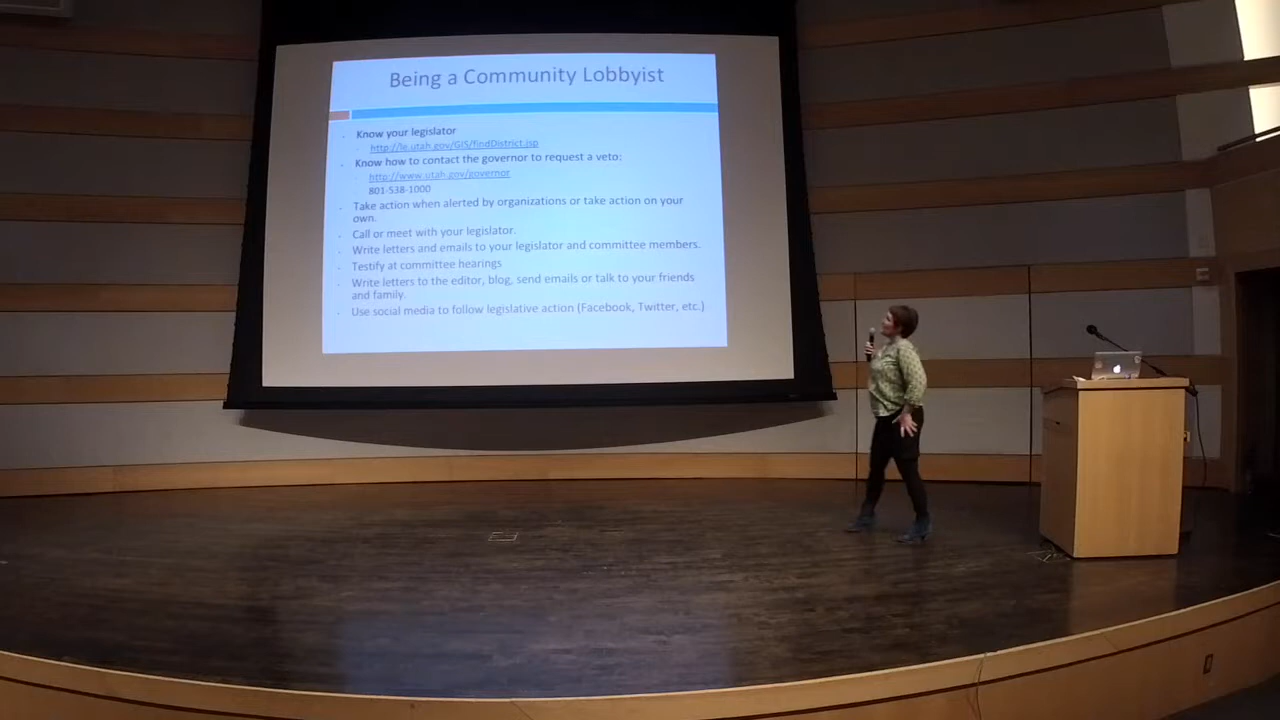 Being a Community Lobbyist
Know your legislator
http://le.utah.gov/GIS/findDistrict.jsp
Know how to contact the governor to request a veto:
http://www.utah.gov/governor
801-538-1000
Take action when alerted by organizations or take action on your
own.
Call or meet with your legislator.
Write letters and emails to your legislator and committee members.
Testify at committee hearings
Write letters to the editor, blog, send emails or talk to your friends
and family.
Use social media to follow legislative action (Facebook, Twitter, etc.)